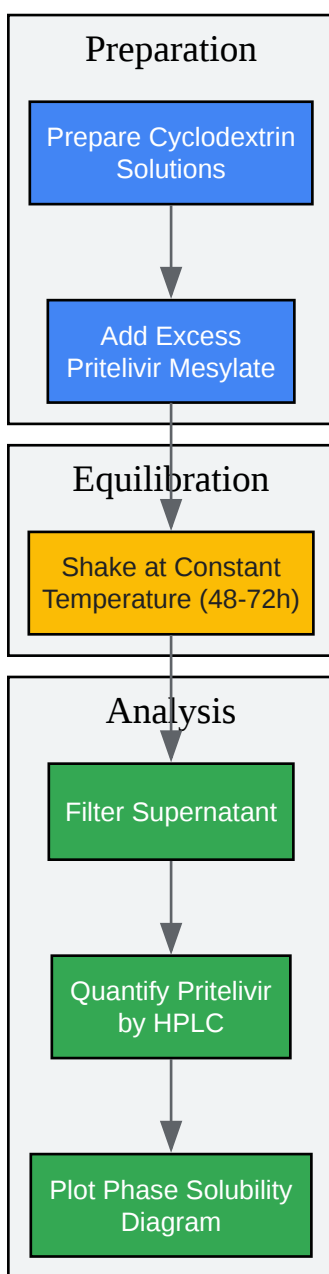 Preparation
Prepare Cyclodextrin
Solutions
Add Excess
Pritelivir Mesylate
Equilibration
Shake at Constant
Temperature (48-72h)
Analysis
Filter Supernatant
Quantify Pritelivir
by HPLC
Plot Phase Solubility
Diagram